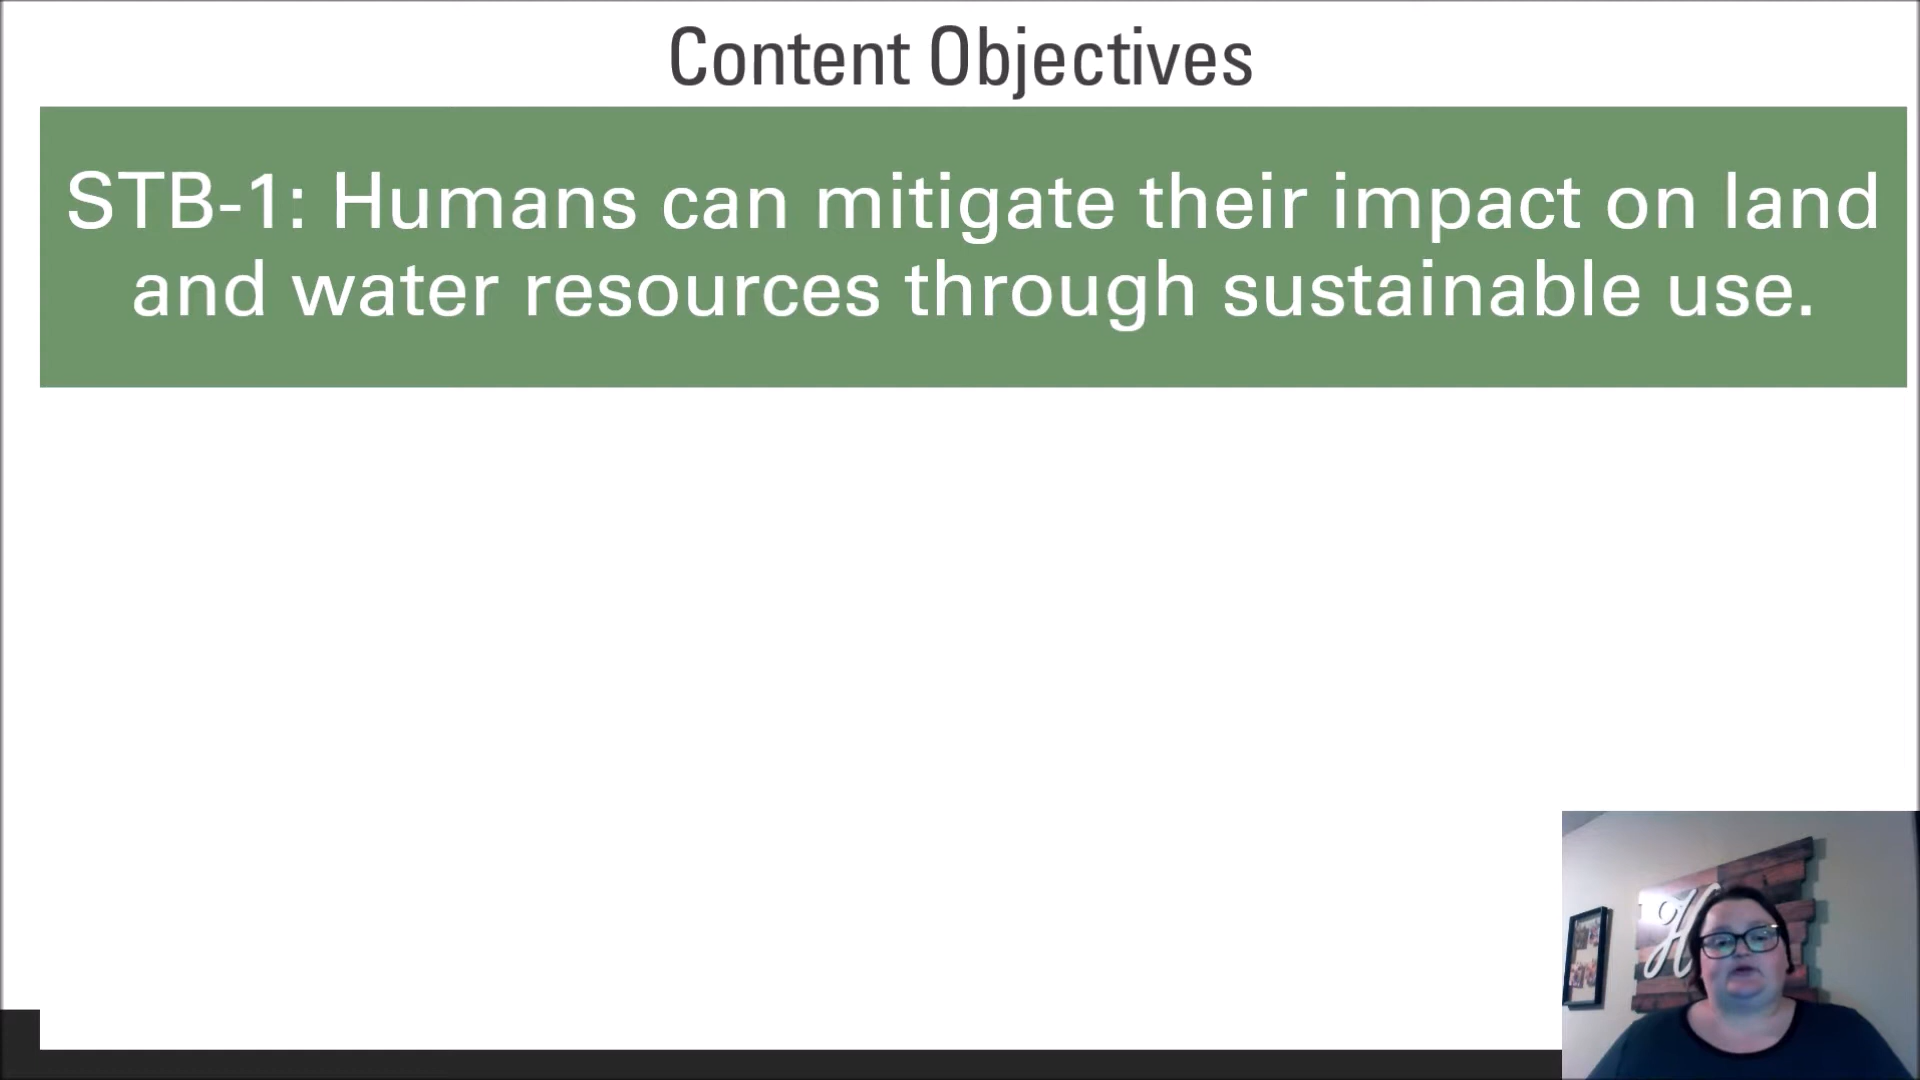 Content Objectives
STB-1: Humans can mitigate their impact on land
and water resources through sustainable use.
H